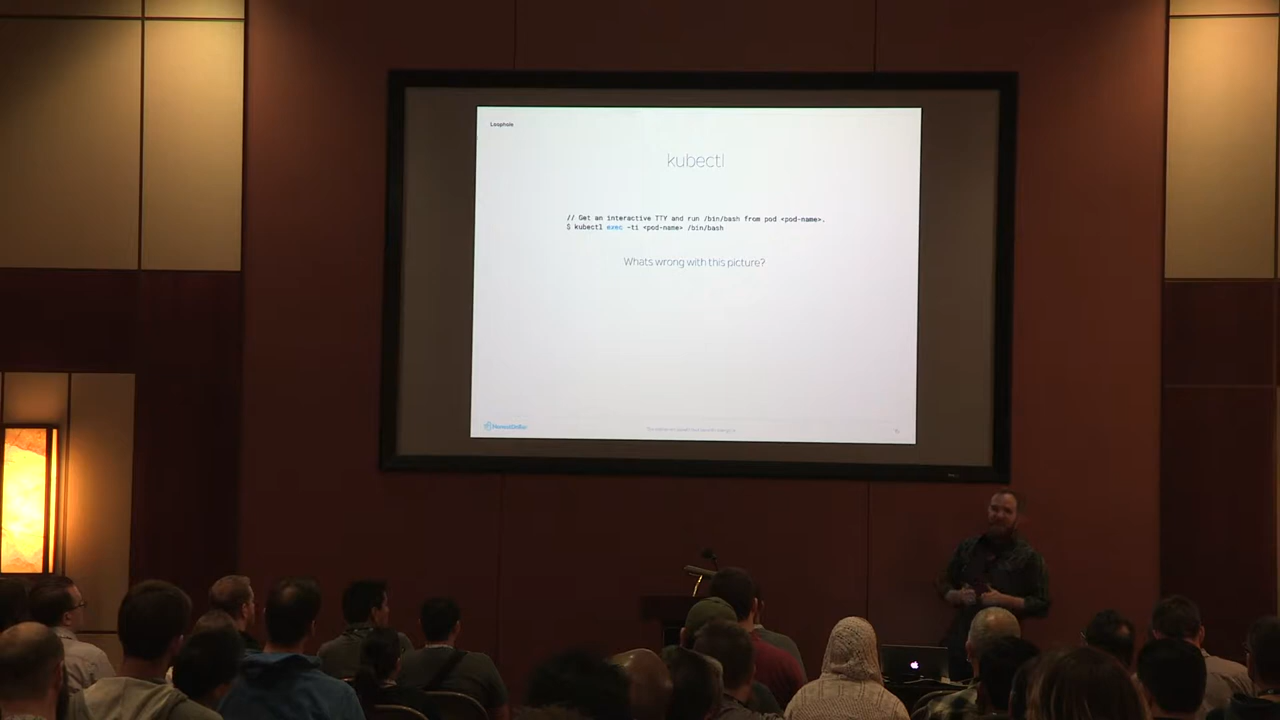 Loophole
kubectl
// Get an interactive TTY and run /bin/bash from pod <pod-name>.
$ kubectl exec -ti <pod-name> /bin/bash
Whats wrong with this picture?